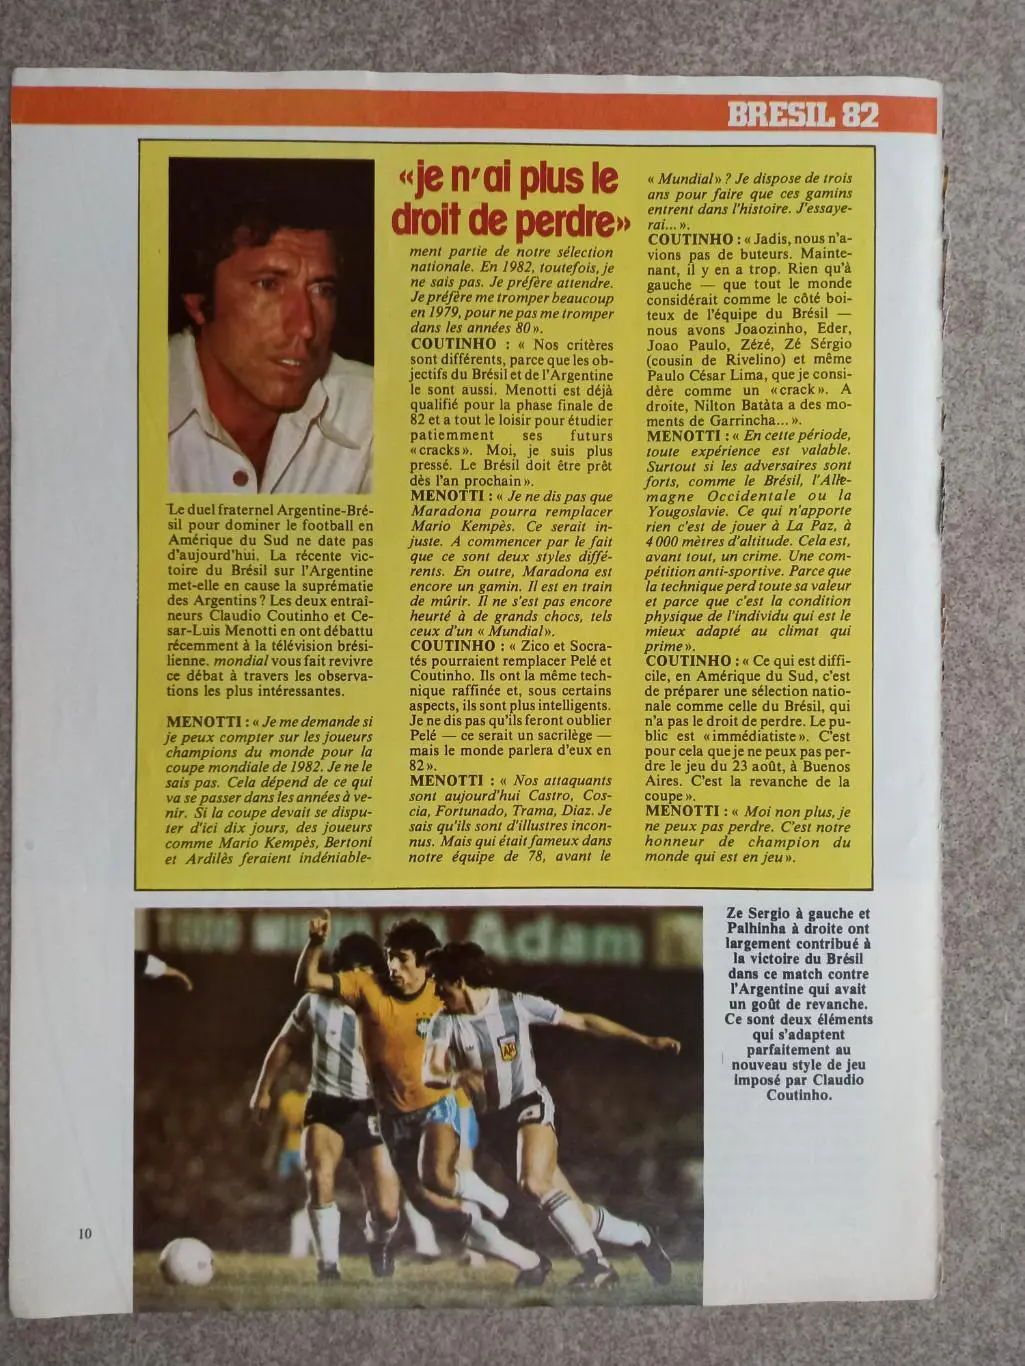 BRESIL 82
«je n'ai plus le
droit de perdre»
Le duel fraternel Argentine-Bré-
sil pour dominer le football en
Amérique du Sud ne date pas
d'aujourd'hui. La récente vic-
toire du Brésil sur l'Argentine
met-elle en cause la suprématie
des Argentins? Les deux entraî-
neurs Claudio Coutinho et Ce-
sar-Luis Menotti en ont débattu
récemment à la télévision brési-
lienne. mondial vous fait revivre
ce débat à travers les observa-
tions les plus intéressantes.
MENOTTI : « Je me demande si
je peux compter sur les joueurs
champions du monde pour la
coupe mondiale de 1982. Je ne le
sais pas. Cela dépend de ce qui
va se passer dans les années à ve-
nir. Si la coupe devait se dispu-
ter d'ici dix jours, des joueurs
comme Mario Kempès, Bertoni
et Ardilès feraient indéniable-
ment partie de notre sélection
nationale. En 1982, toutefois, je
ne sais pas. Je préfère attendre.
Je préfère me tromper beaucoup
en 1979, pour ne pas me tromper
dans les années 80».
COUTINHO : « Nos critères
sont différents, parce que les ob-
jectifs du Brésil et de l'Argentine
le sont aussi. Menotti est déjà
qualifié pour la phase finale de
82 et a tout le loisir pour étudier
patiemment ses futurs
«cracks». Moi, je suis plus
pressé. Le Brésil doit être prêt
dès l'an prochain».
MENOTTI : « Je ne dis pas que
Maradona pourra remplacer
Mario Kempès. Ce serait in-
juste. A commencer par le fait
que ce sont deux styles diffé-
rents. En outre, Maradona est
encore un gamin. Il est en train
de mûrir. Il ne s'est pas encore
heurté à de grands chocs, tels
ceux d'un « Mundial».
COUTINHO : « Zico et Socra-
tés pourraient remplacer Pelé et
Coutinho. Ils ont la même tech-
nique raffinée et, sous certains
aspects, ils sont plus intelligents.
Je ne dis pas qu'ils feront oublier
Pelé — ce serait un sacrilège —
mais le monde parlera d'eux en
82».
MENOTTI : « Nos attaquants
sont aujourd'hui Castro, Cos-
cia, Fortunado, Trama, Diaz. Je
sais qu'ils sont d'illustres incon-
nus. Mais qui était fameux dans
notre équipe de 78, avant le
« Mundial» ? Je dispose de trois
ans pour faire que ces gamins
entrent dans l'histoire. J'essaye-
rai... ».
COUTINHO : « Jadis, nous n'a-
vions pas de buteurs. Mainte-
nant, il y en a trop. Rien qu'à
gauche — que tout le monde
considérait comme le côté boi-
teux de l'équipe du Brésil —
nous avons Joaozinho, Eder,
Joao Paulo, Zézé, Zé Sérgio
(cousin de Rivelino) et même
Paulo César Lima, que je consi-
dère comme un «crack». A
droite, Nilton Batàta a des mo-
ments de Garrincha... ».
MENOTTI : « En cette période,
toute expérience est valable.
Surtout si les adversaires sont
forts, comme le Brésil, l'Alle-
magne Occidentale ou la
Yougoslavie. Ce qui n'apporte
rien c'est de jouer à La Paz, à
4 000 mètres d'altitude. Cela est,
avant tout, un crime. Une com-
pétition anti-sportive. Parce que
la technique perd toute sa valeur
et parce que c'est la condition
physique de l'individu qui est le
mieux adapté au climat qui
prime».
COUTINHO : « Ce qui est diffi-
cile, en Amérique du Sud, c'est
de préparer une sélection natio-
nale comme celle du Brésil, qui
n'a pas le droit de perdre. Le pu-
blic est «immédiatiste». C'est
pour cela que je ne peux pas per-
dre le jeu du 23 août, à Buenos
Aires. C'est la revanche de la
coupe».
MENOTTI : « Moi non plus, je
ne peux pas perdre. C'est notre
honneur de champion du
monde qui est en jeu».
Adam
AFA
Ze Sergio à gauche et
Palhinha à droite ont
largement contribué à
la victoire du Brésil
dans ce match contre
l'Argentine qui avait
un goût de revanche.
Ce sont deux éléments
qui s'adaptent
parfaitement au
nouveau style de jeu
imposé par Claudio
Coutinho.
10